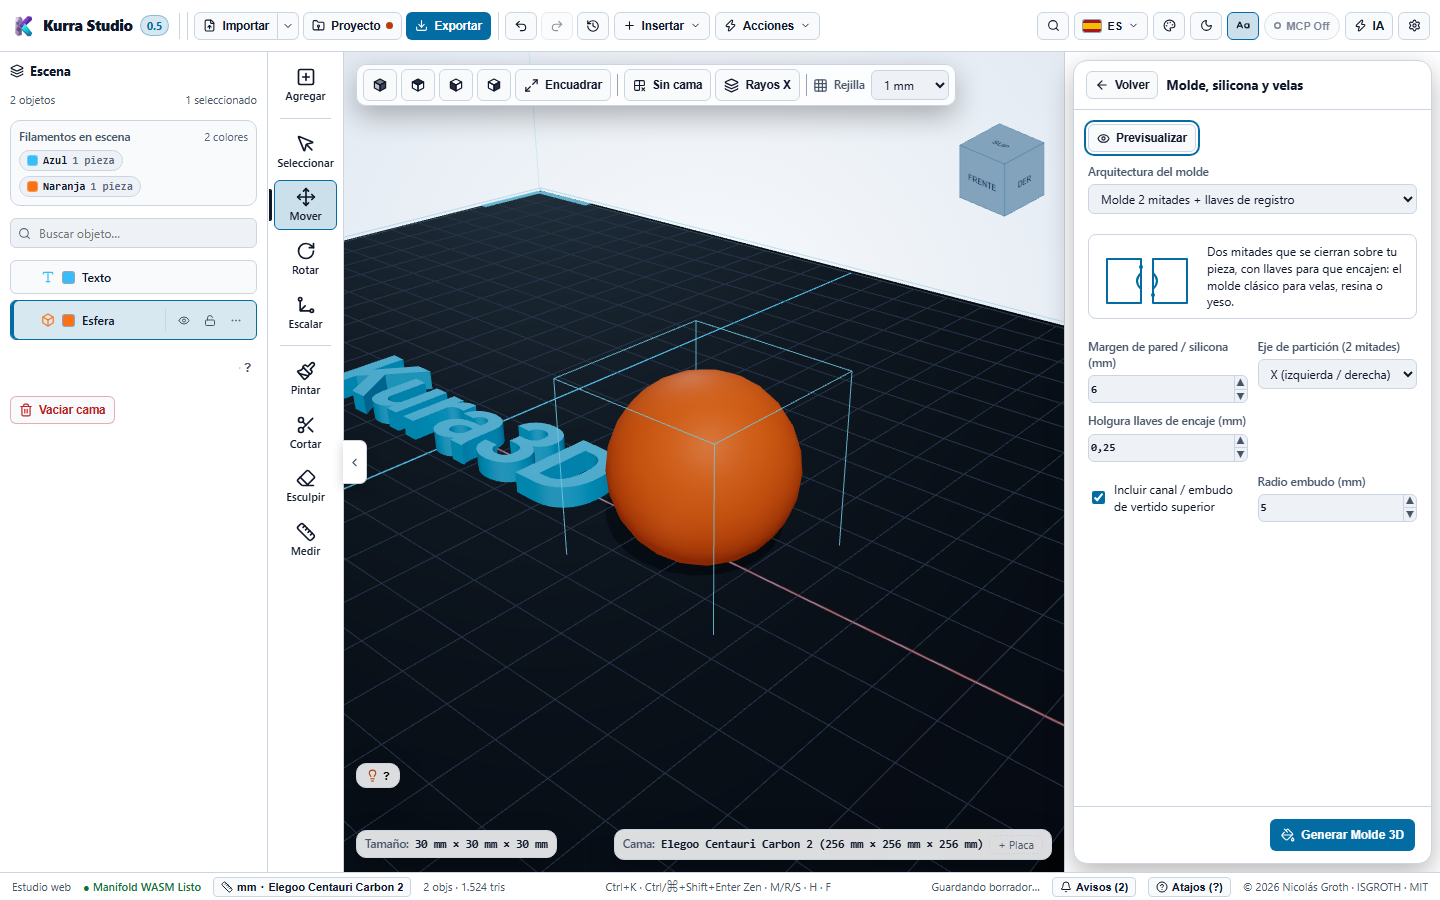 Kurra Studio 0.5
Importar
Proyecto
Exportar
Insertar
Acciones
ES
Aa
MCP Off
IA
Escena
2 objetos
1 seleccionado
Filamentos en escena
2 colores
Azul 1 pieza
Naranja 1 pieza
Buscar objeto...
Texto
Esfera
?
Vaciar cama
Agregar
Seleccionar
Mover
Rotar
Escalar
Pintar
Cortar
Esculpir
Medir
Encuadrar
Sin cama
Rayos X
Rejilla
1 mm
SUP
FRENTE
DER
Kurra3D
?
Tamaño: 30 mm × 30 mm × 30 mm
Cama: Elegoo Centauri Carbon 2 (256 mm × 256 mm × 256 mm)
+ Placa
Volver
Molde, silicona y velas
Previsualizar
Arquitectura del molde
Molde 2 mitades + llaves de registro
Dos mitades que se cierran sobre tu
pieza, con llaves para que encajen: el
molde clásico para velas, resina o
yeso.
Margen de pared / silicona
(mm)
6
Eje de partición (2 mitades)
X (izquierda / derecha)
Holgura llaves de encaje (mm)
0,25
Incluir canal / embudo
de vertido superior
Radio embudo (mm)
5
Generar Molde 3D
Estudio web
Manifold WASM Listo
mm · Elegoo Centauri Carbon 2
2 objs · 1.524 tris
Ctrl+K · Ctrl/⌘+Shift+Enter Zen · M/R/S · H · F
Guardando borrador...
Avisos (2)
Atajos (?)
© 2026 Nicolás Groth · ISGROTH · MIT